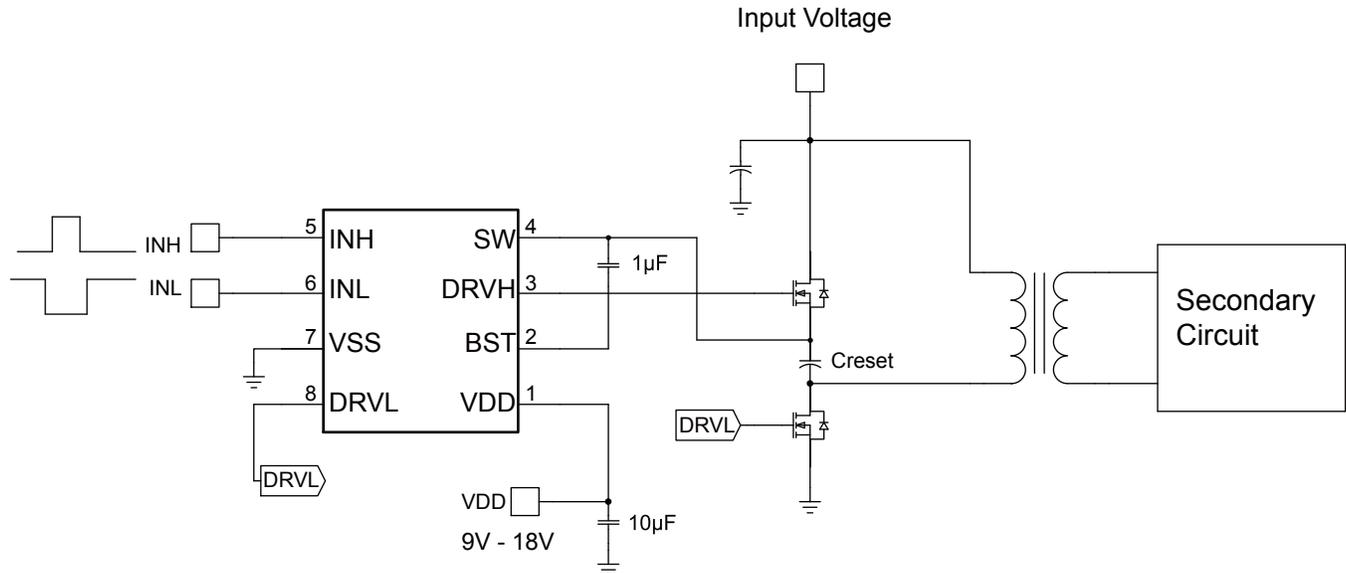 Input Voltage
INH
INL
5
INH
6
INL
7
VSS
8
DRVL
SW
4
DRVH
3
BST
2
VDD
1
1µF
DRVL
VDD
9V - 18V
10µF
Creset
DRVL
Secondary
Circuit